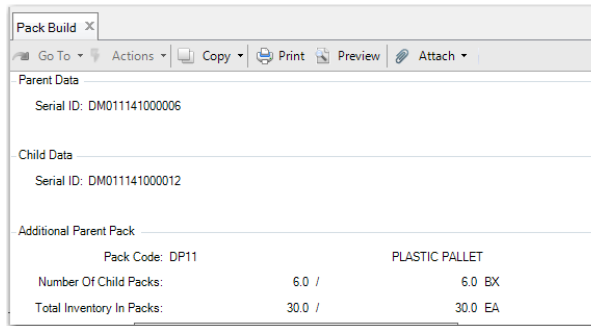 Pack Build X
Go To Actions Copy Print Preview Attach
Parent Data
Serial ID: DM011141000006
Child Data
Serial ID: DM011141000012
Additional Parent Pack
Pack Code: DP11 PLASTIC PALLET
Number Of Child Packs: 6.0 / 6.0 BX
Total Inventory In Packs: 30.0 / 30.0 EA